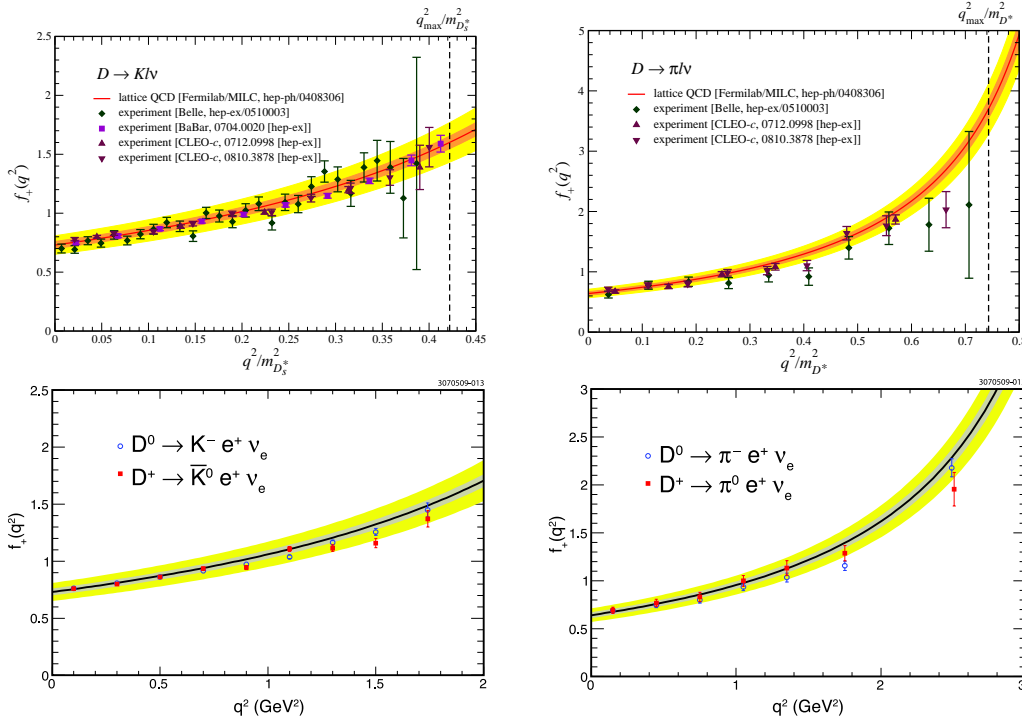 q²max/m²D*s
D → Klν
lattice QCD [Fermilab/MILC, hep-ph/0408306]
experiment [Belle, hep-ex/0510003]
experiment [BaBar, 0704.0020 [hep-ex]]
experiment [CLEO-c, 0712.0998 [hep-ex]]
experiment [CLEO-c, 0810.3878 [hep-ex]]
f+(q²)
2.5
2
1.5
1
0.5
0
0 0.05 0.1 0.15 0.2 0.25 0.3 0.35 0.4 0.45
q²/m²D*s
q²max/m²D*
D → πlν
lattice QCD [Fermilab/MILC, hep-ph/0408306]
experiment [Belle, hep-ex/0510003]
experiment [CLEO-c, 0712.0998 [hep-ex]]
experiment [CLEO-c, 0810.3878 [hep-ex]]
f+(q²)
5
4
3
2
1
0
0 0.1 0.2 0.3 0.4 0.5 0.6 0.7 0.8
q²/m²D*
3070509-013
D⁰ → K⁻ e⁺ νe
D⁺ → K̅⁰ e⁺ νe
f+(q²)
2.5
2
1.5
1
0.5
0
0 0.5 1 1.5 2
q² (GeV²)
3070509-01
D⁰ → π⁻ e⁺ νe
D⁺ → π⁰ e⁺ νe
f+(q²)
3
2.5
2
1.5
1
0.5
0
0 1 2 3
q² (GeV²)